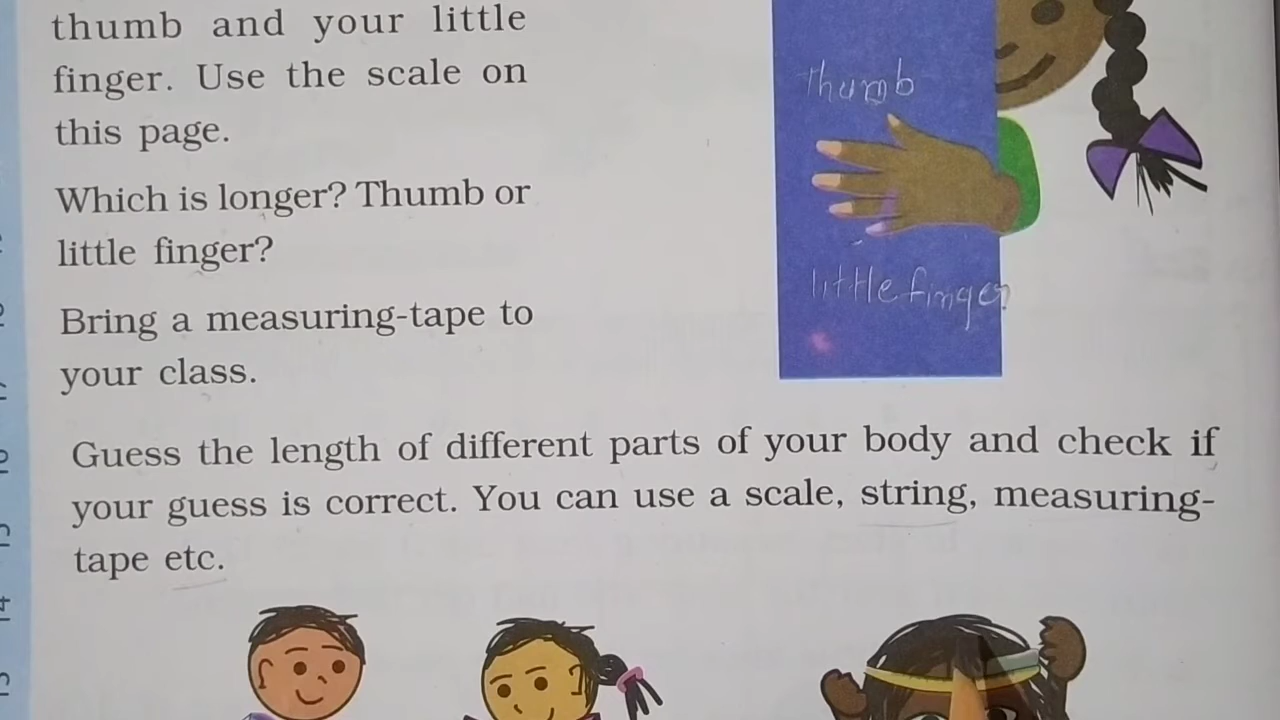 thumb and your little
finger. Use the scale on
this page.
Which is longer? Thumb or
little finger?
Bring a measuring-tape to
your class.
Thumb
little finger
Guess the length of different parts of your body and check if
your guess is correct. You can use a scale, string, measuring-
tape etc.
14